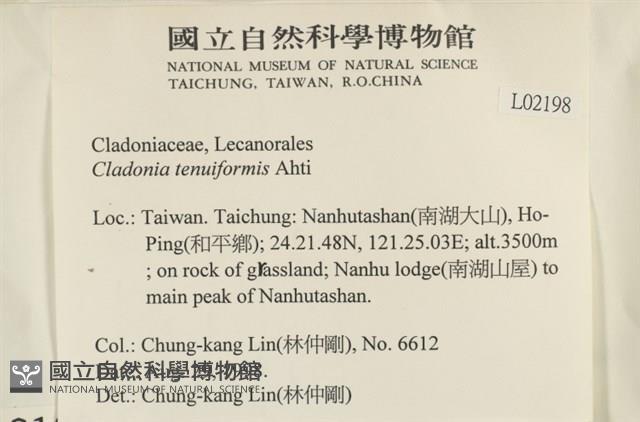 國立自然科學博物館
NATIONAL MUSEUM OF NATURAL SCIENCE
TAICHUNG, TAIWAN, R.O.CHINA
L02198
Cladoniaceae, Lecanorales
Cladonia tenuiformis Ahti
Loc.: Taiwan. Taichung: Nanhutashan(南湖大山), Ho-
Ping(和平鄉); 24.21.48N, 121.25.03E; alt.3500m
; on rock of grassland; Nanhu lodge(南湖山屋) to
main peak of Nanhutashan.
Col.: Chung-kang Lin(林仲剛), No. 6612
國立自然科學博物館
NATIONAL MUSEUM OF NATURAL SCIENCE
Det.: Chung-kang Lin(林仲剛)